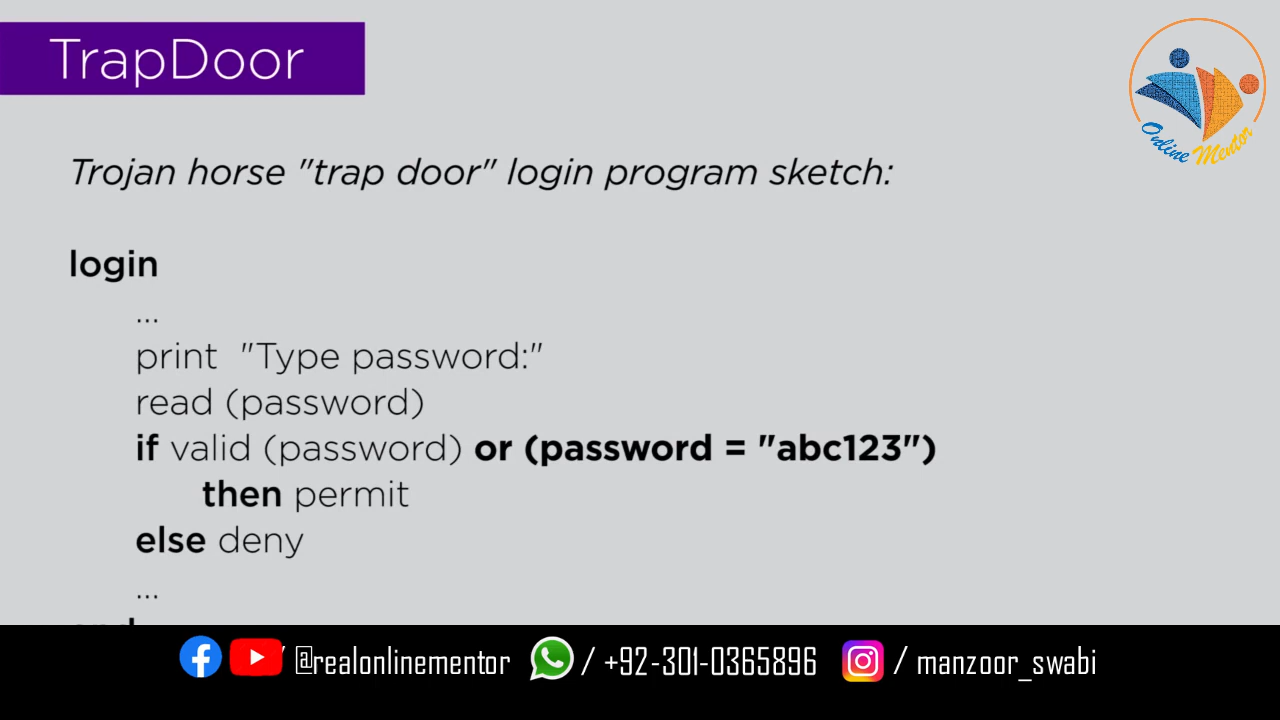 TrapDoor
Online Mentor
Trojan horse "trap door" login program sketch:
login
...
print "Type password:"
read (password)
if valid (password) or (password = "abc123")
then permit
else deny
...
/ @realonlinementor / +92-301-0365896 / manzoor_swabi